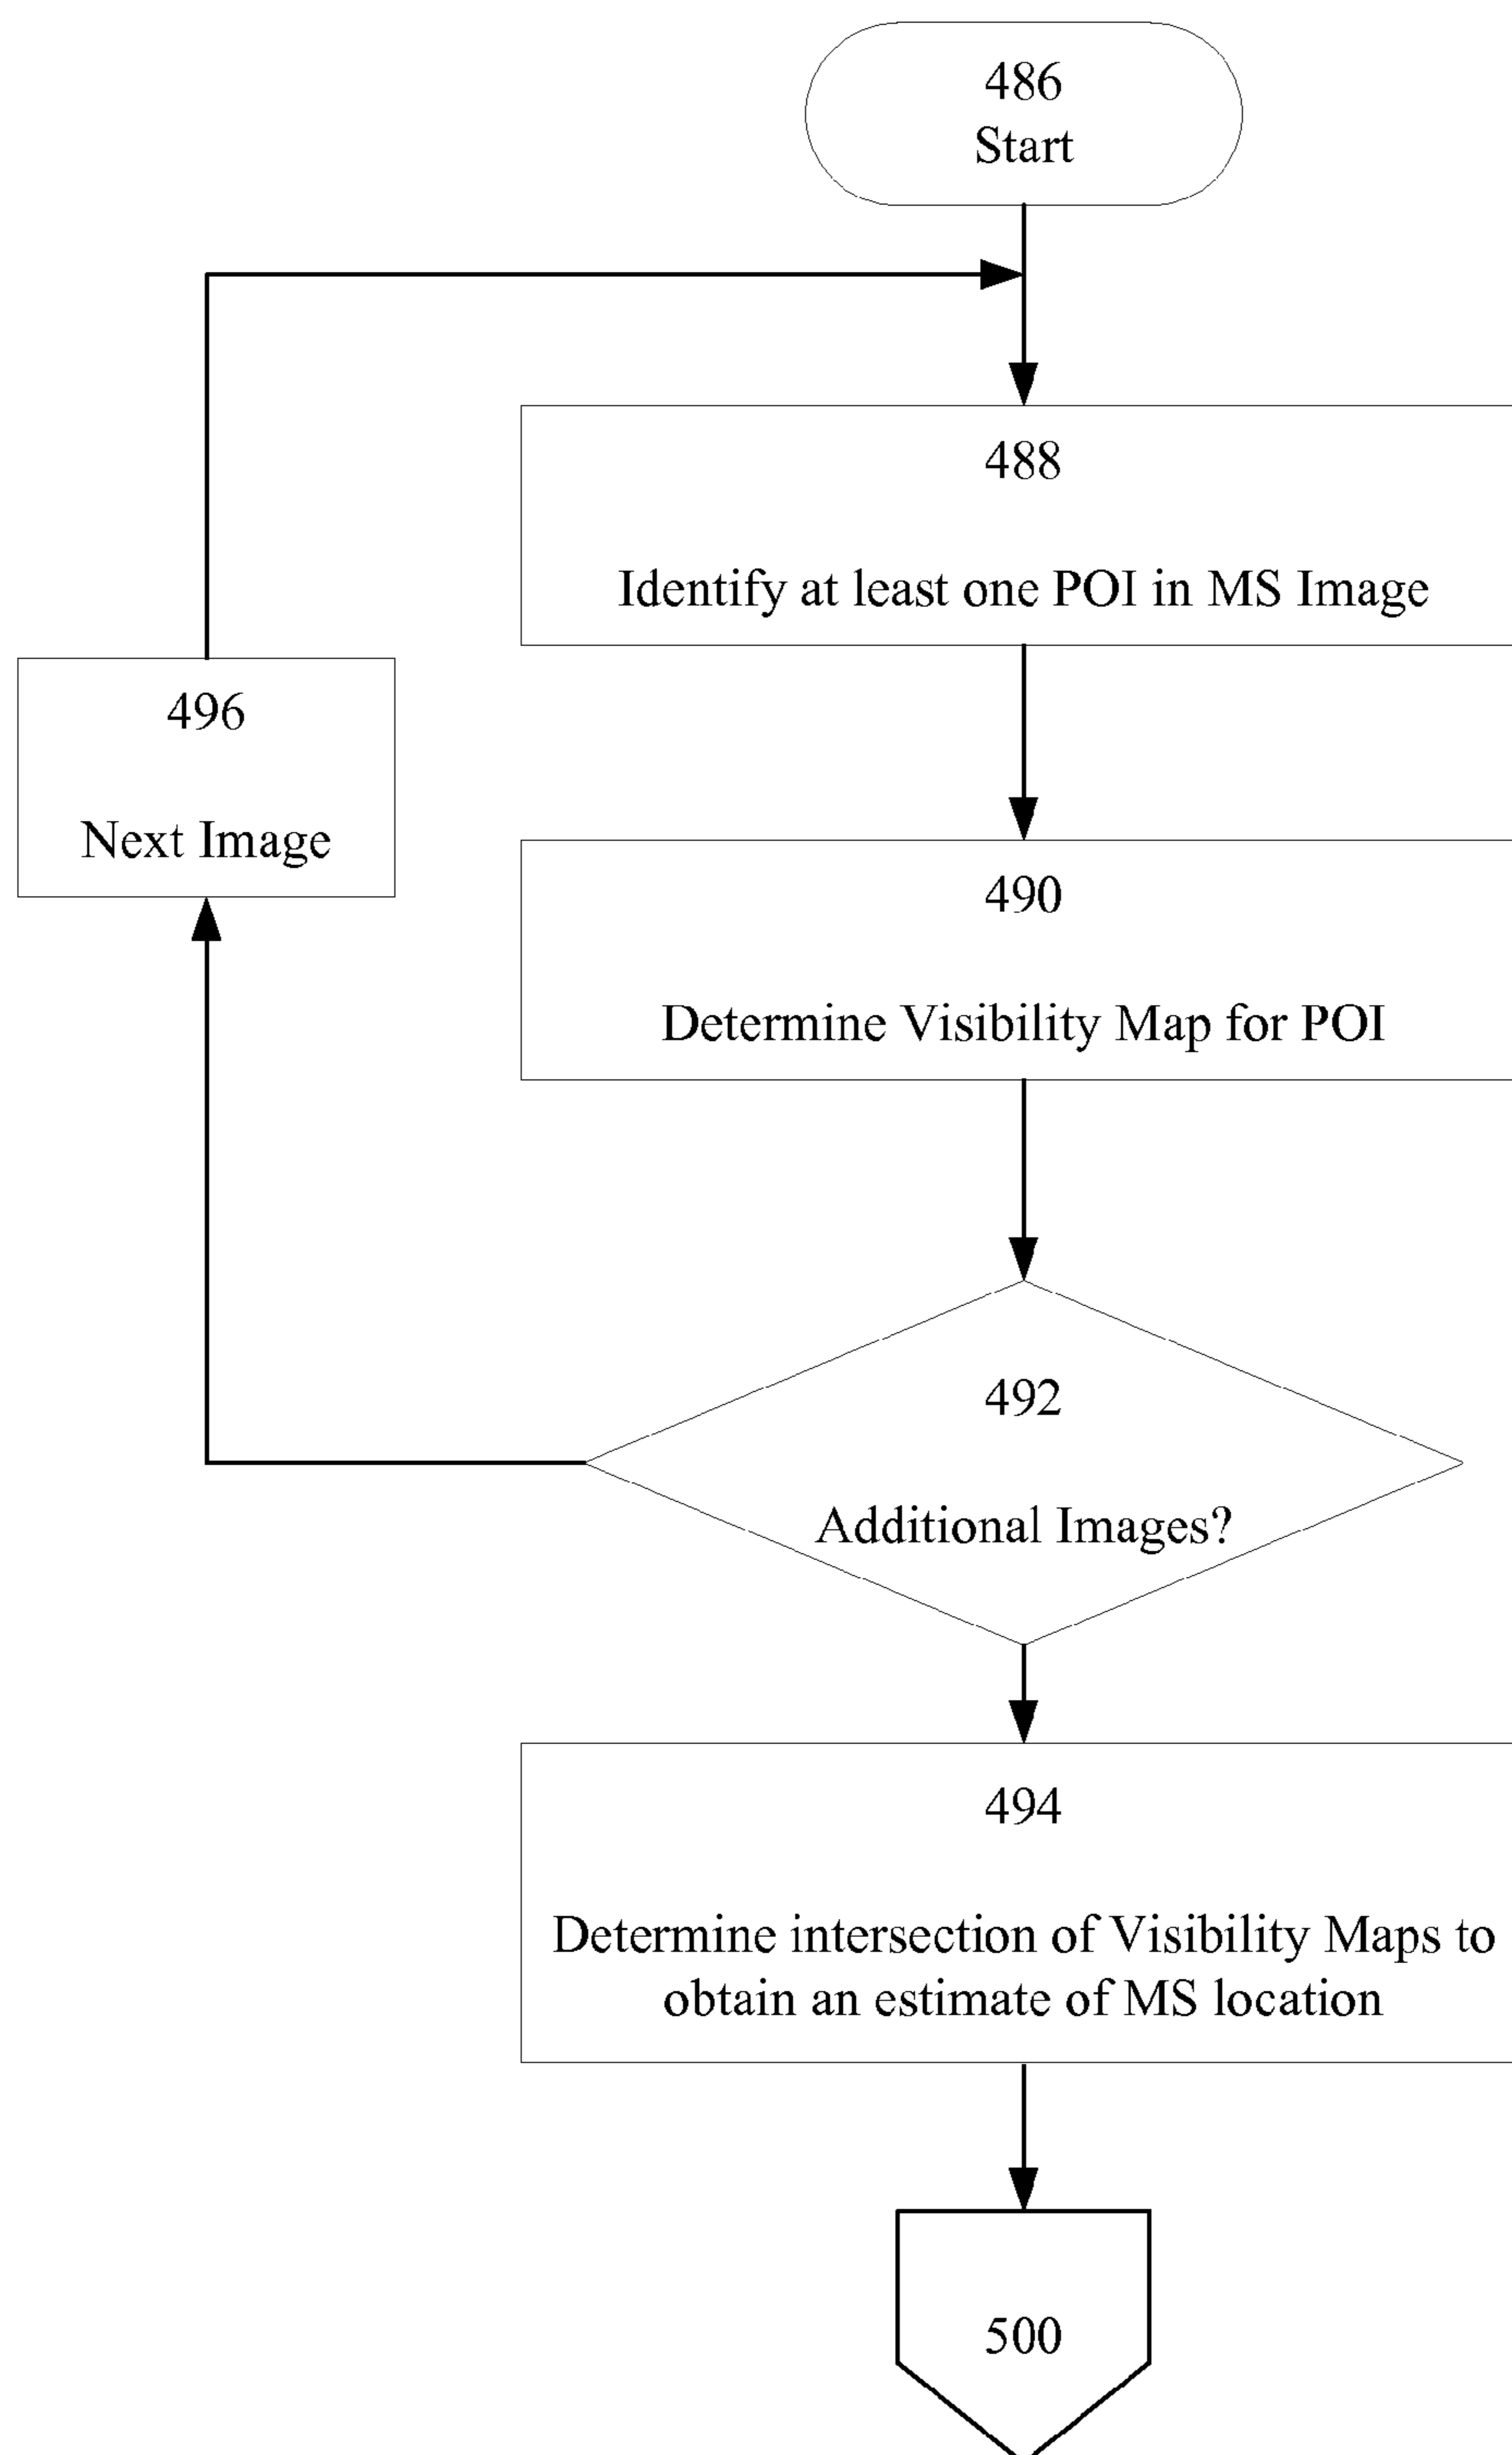 486
Start
488
Identify at least one POI in MS Image
496
Next Image
490
Determine Visibility Map for POI
492
Additional Images?
494
Determine intersection of Visibility Maps to
obtain an estimate of MS location
500